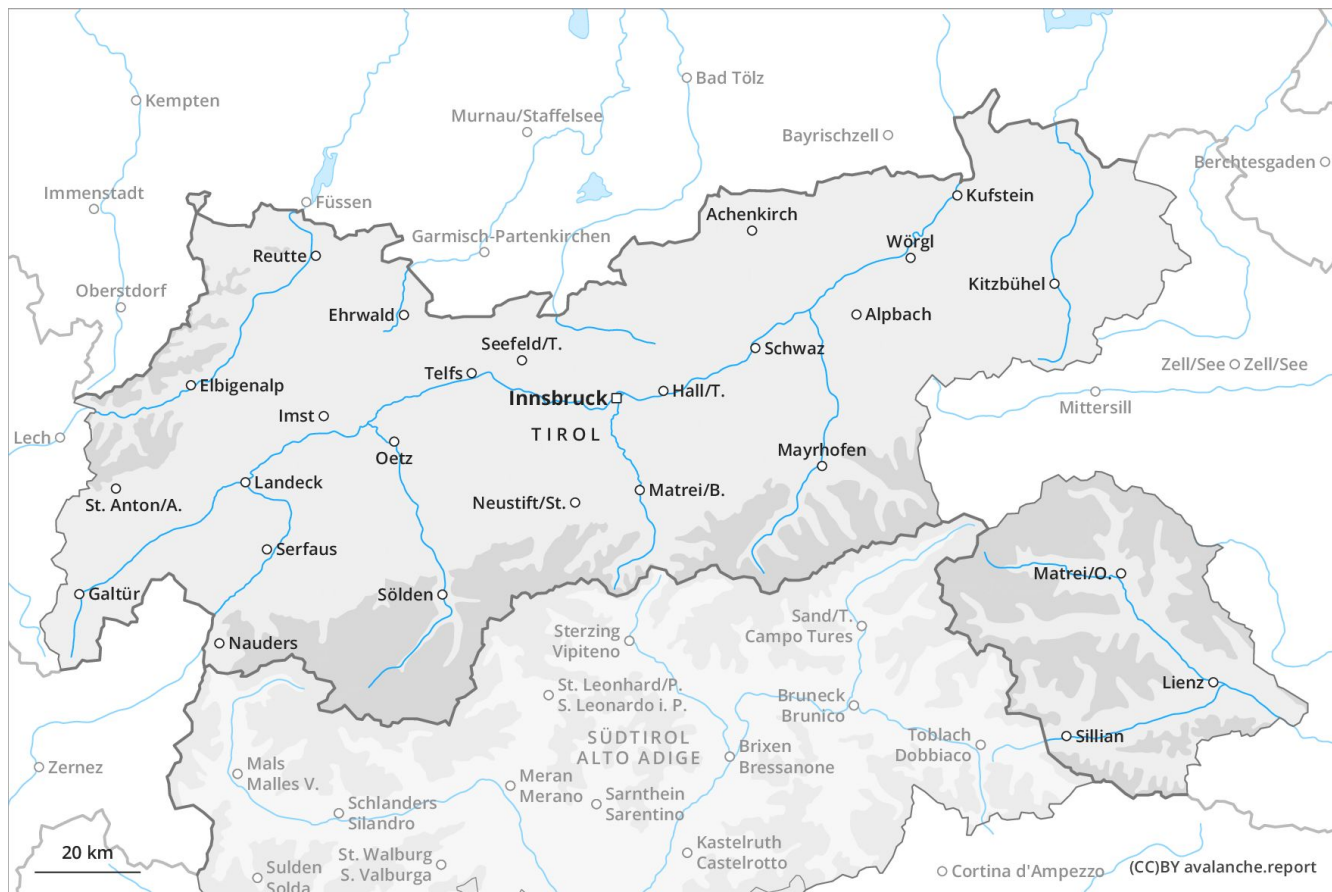 Kempten
Bad Tölz
Murnau/Staffelsee
Bayrischzell
Berchtesgaden
Immenstadt
Füssen
Kufstein
Achenkirch
Garmisch-Partenkirchen
Wörgl
Reutte
Kitzbühel
Oberstdorf
Ehrwald
Alpbach
Seefeld/T.
Schwaz
Zell/See
Zell/See
Telfs
Elbigenalp
Hall/T.
Innsbruck
Mittersill
Imst
TIROL
Lech
Oetz
Mayrhofen
Landeck
St. Anton/A.
Neustift/St.
Matrei/B.
Serfaus
Matrei/O.
Galtür
Sölden
Sand/T.
Campo Tures
Sterzing
Vipiteno
Nauders
Lienz
St. Leonhard/P.
S. Leonardo i. P.
Bruneck
Brunico
SÜDTIROL
ALTO ADIGE
Toblach
Dobbiaco
Sillian
Brixen
Bressanone
Zernez
Mals
Malles V.
Meran
Merano
Sarnthein
Sarentino
Schlanders
Silandro
Kastelruth
Castelrotto
20 km
St. Walburg
S. Valburga
Sulden
Solda
Cortina d'Ampezzo
(CC)BY avalanche.report